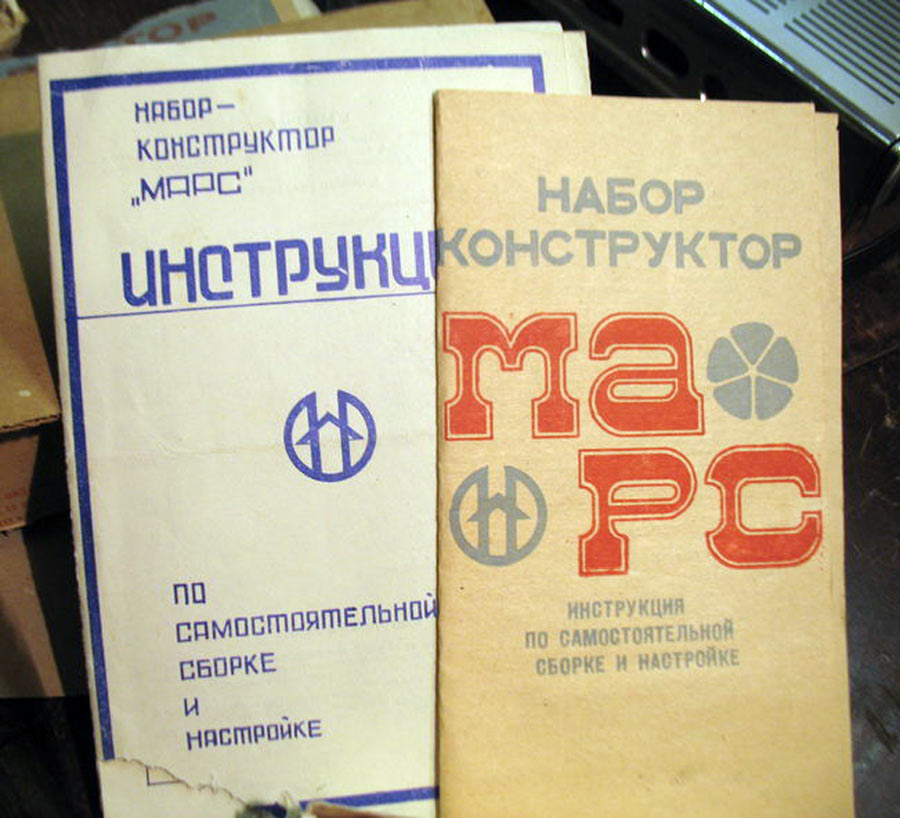 НАБОР–
КОНСТРУКТОР
„МАРС“
ИНСТРУКЦ
ПО
САМОСТОЯТЕЛЬНОЙ
СБОРКЕ
И
НАСТРОЙКЕ
НАБОР
КОНСТРУКТОР
МА
РС
ИНСТРУКЦИЯ
ПО САМОСТОЯТЕЛЬНОЙ
СБОРКЕ И НАСТРОЙКЕ